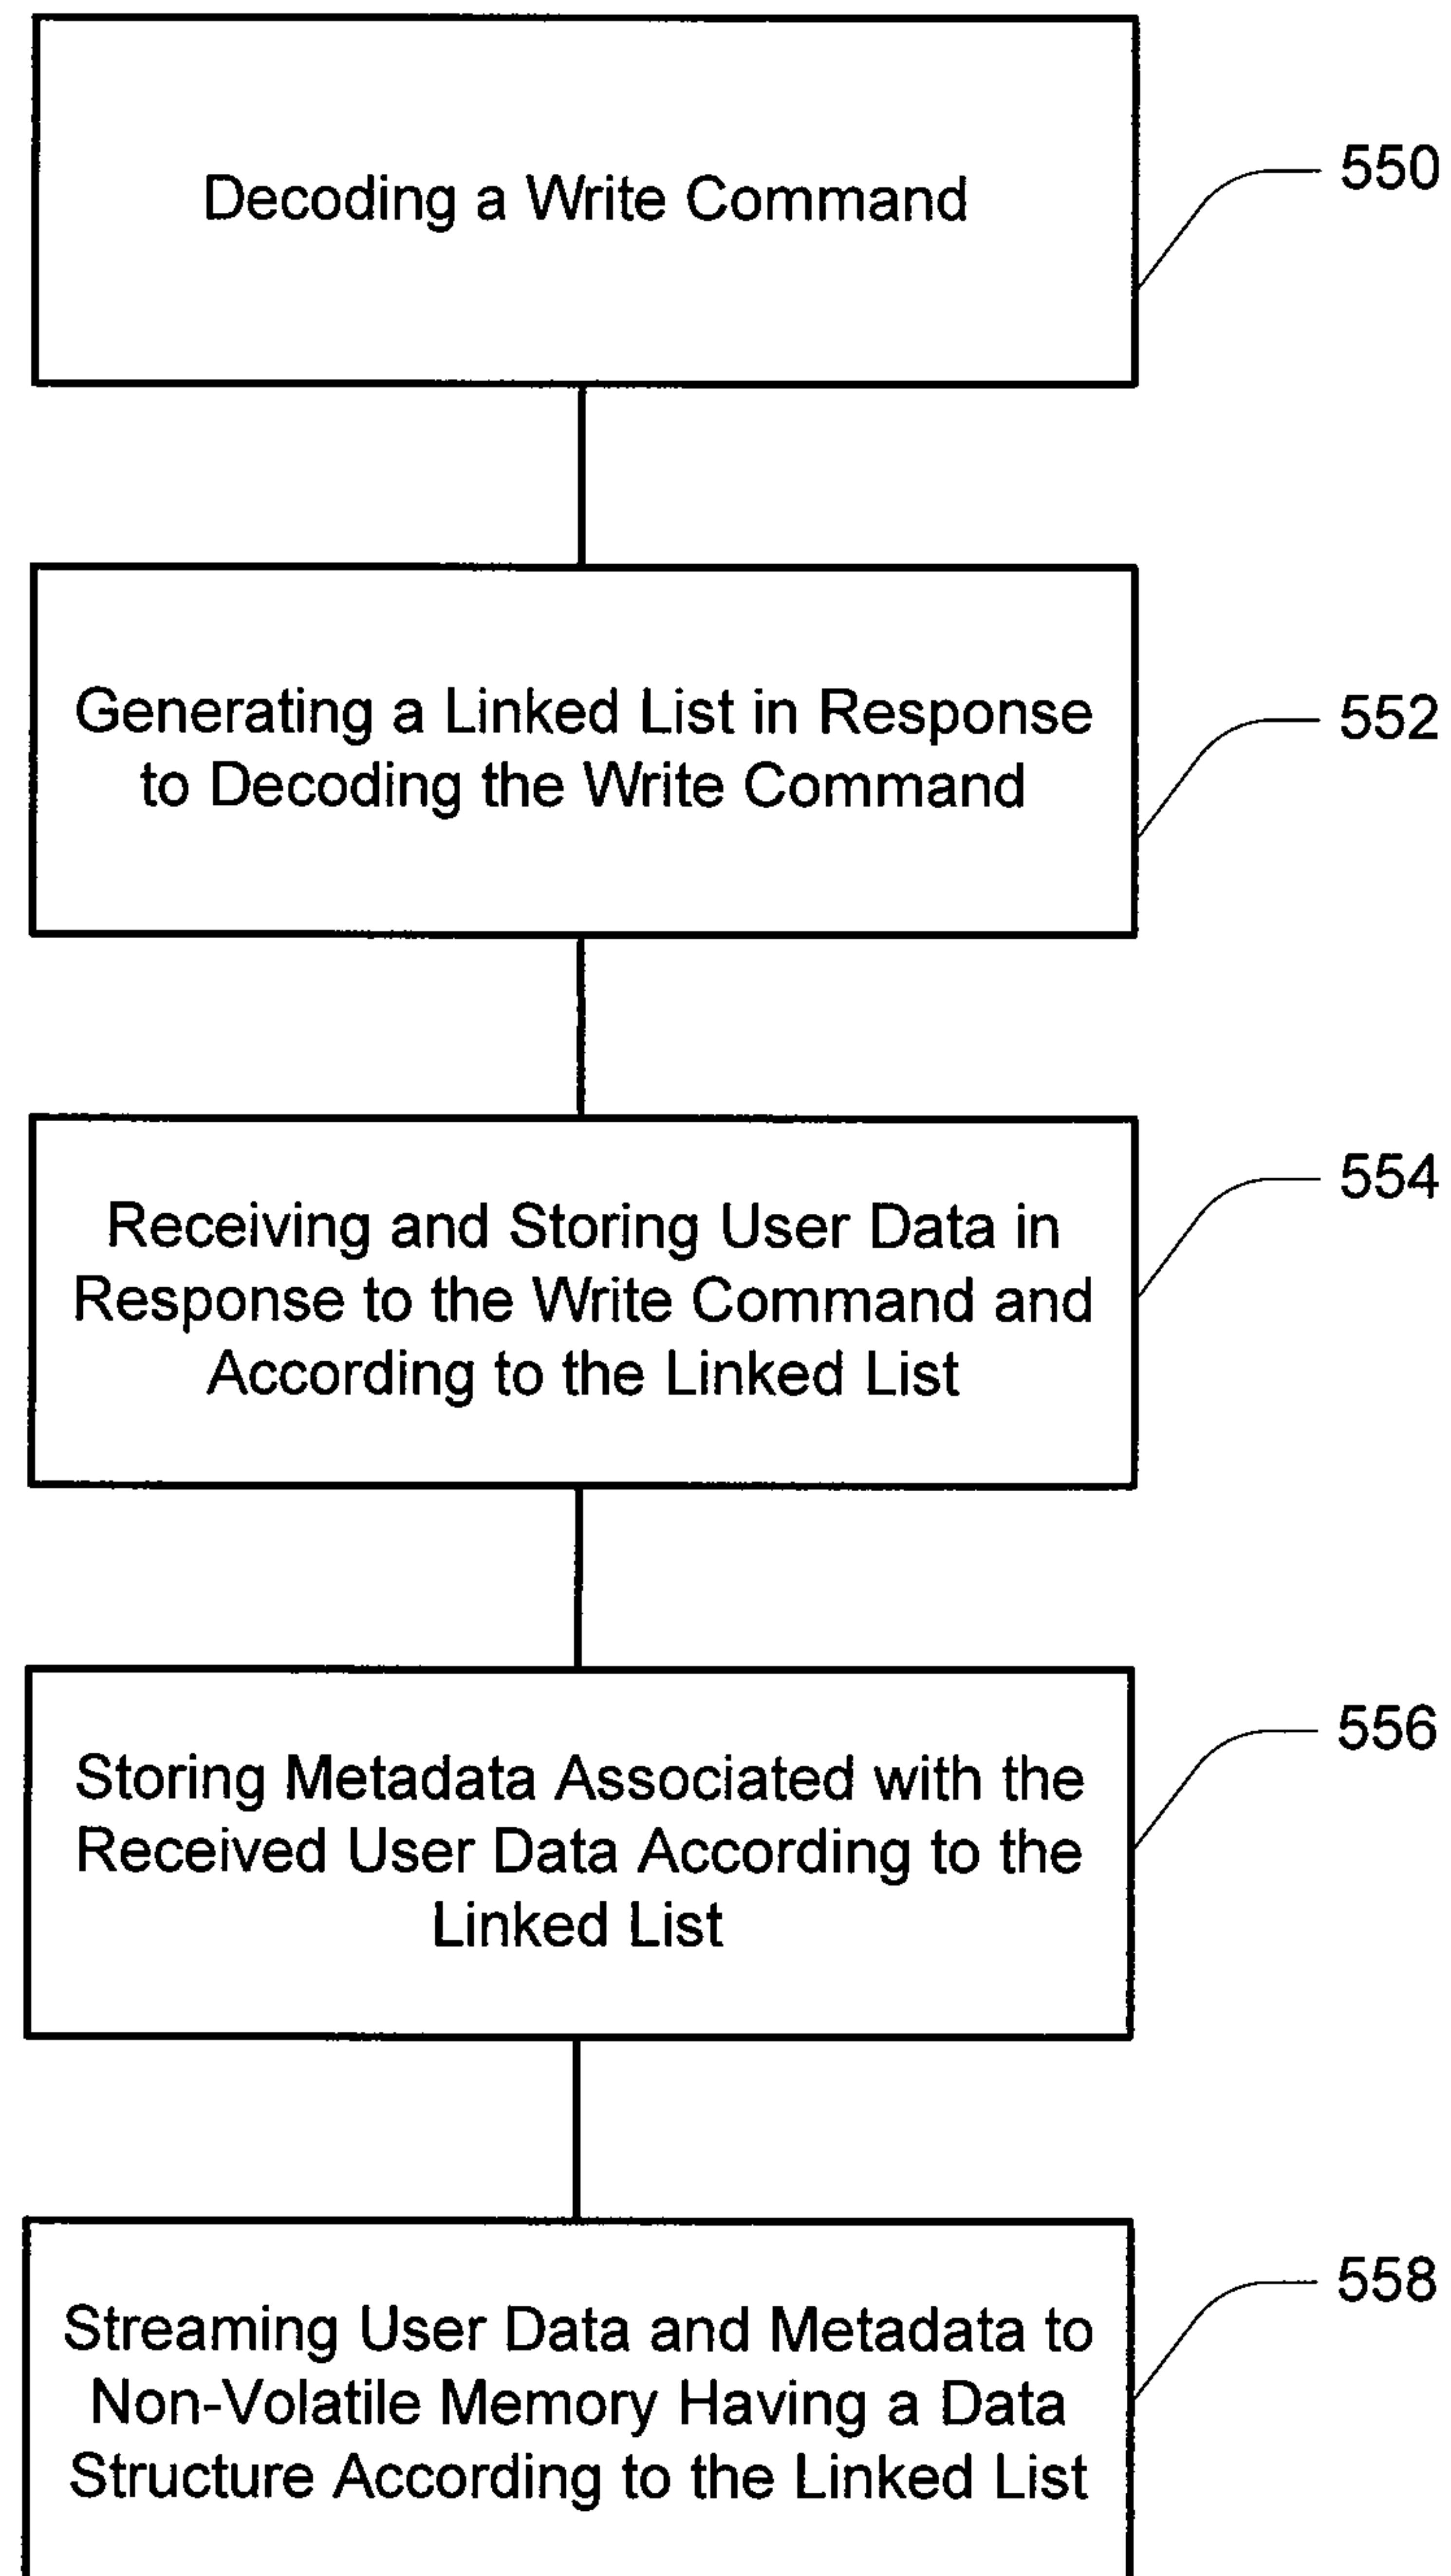 Decoding a Write Command
550
Generating a Linked List in Response
to Decoding the Write Command
552
Receiving and Storing User Data in
Response to the Write Command and
According to the Linked List
554
Storing Metadata Associated with the
Received User Data According to the
Linked List
556
Streaming User Data and Metadata to
Non-Volatile Memory Having a Data
Structure According to the Linked List
558